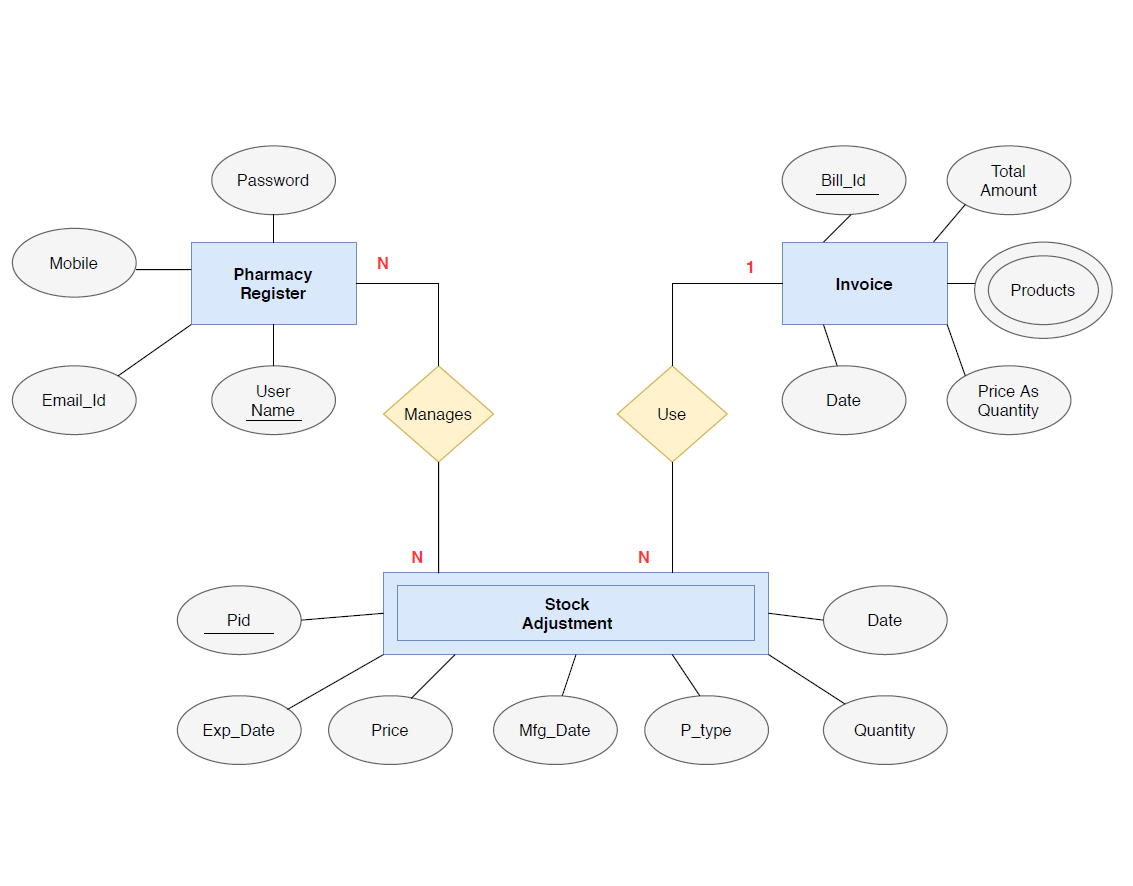 Password
Bill_Id
Total
Amount
Mobile
Pharmacy
Register
N
1
Invoice
Products
Email_Id
User
Name
Manages
Use
Date
Price As
Quantity
N
N
Stock
Adjustment
Pid
Date
Exp_Date
Price
Mfg_Date
P_type
Quantity